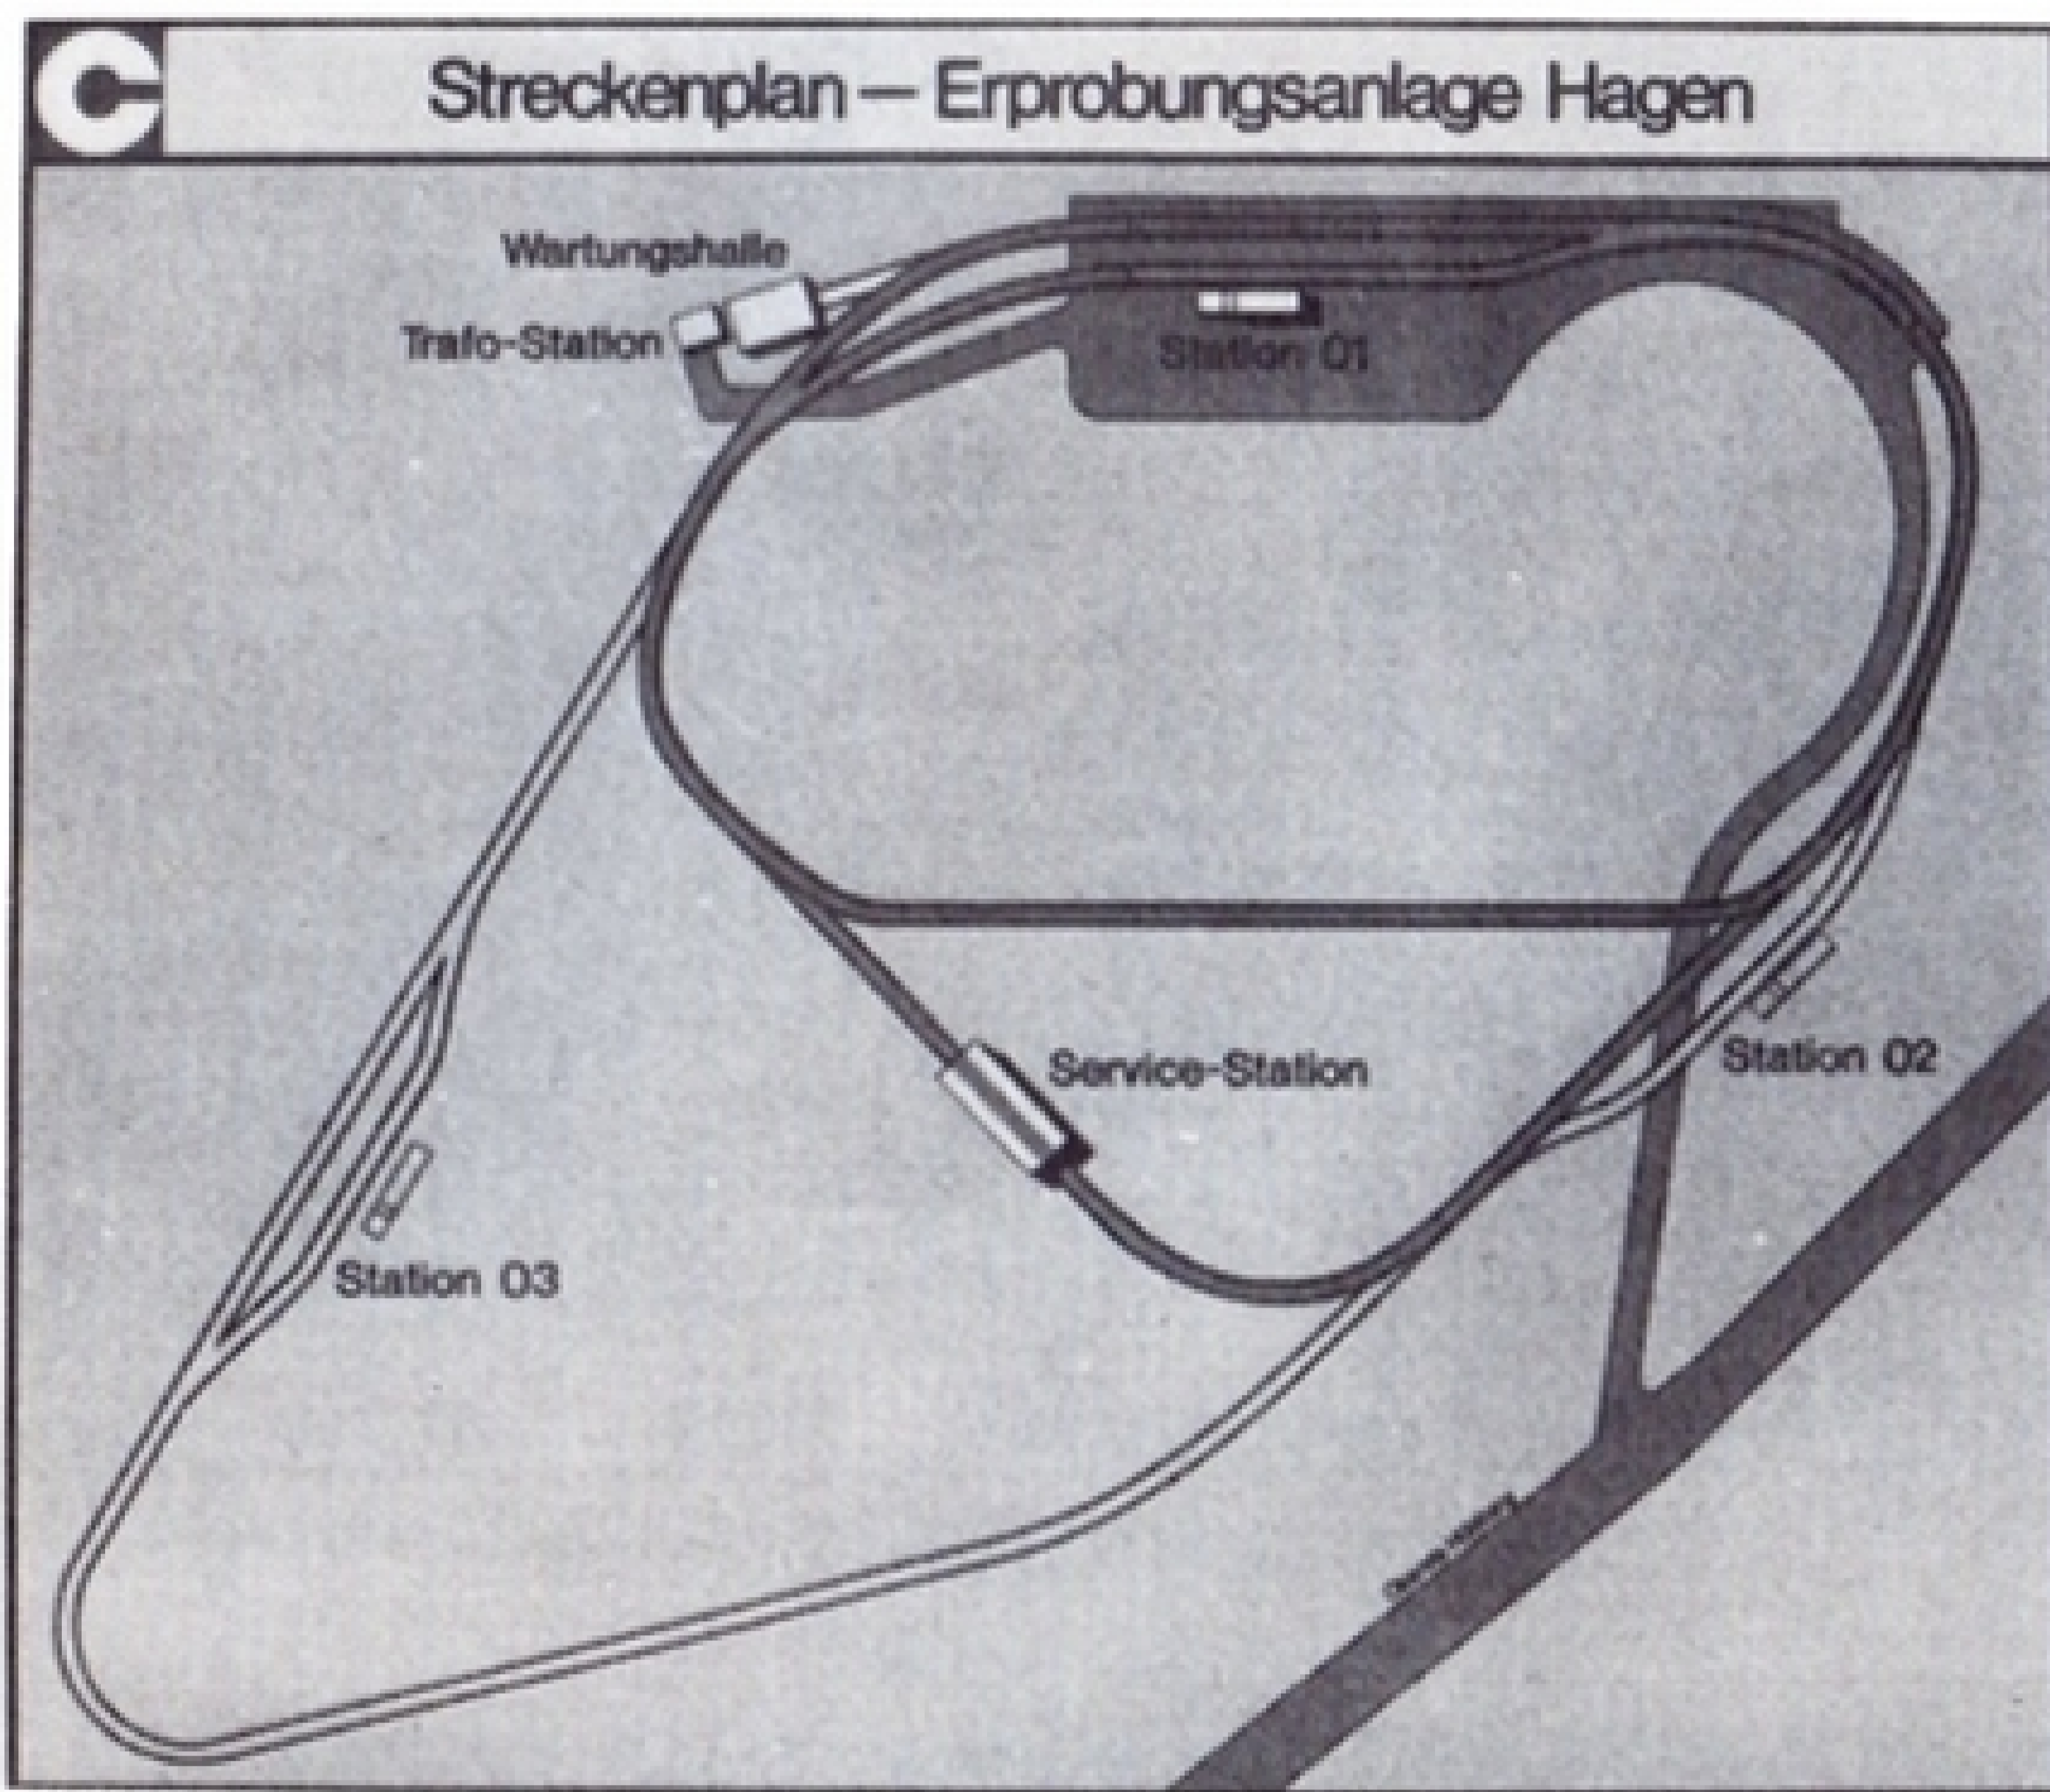 Streckenplan — Erprobungsanlage Hagen
Wartungshalle
Trafo-Station
Station 01
Service-Station
Station 02
Station 03